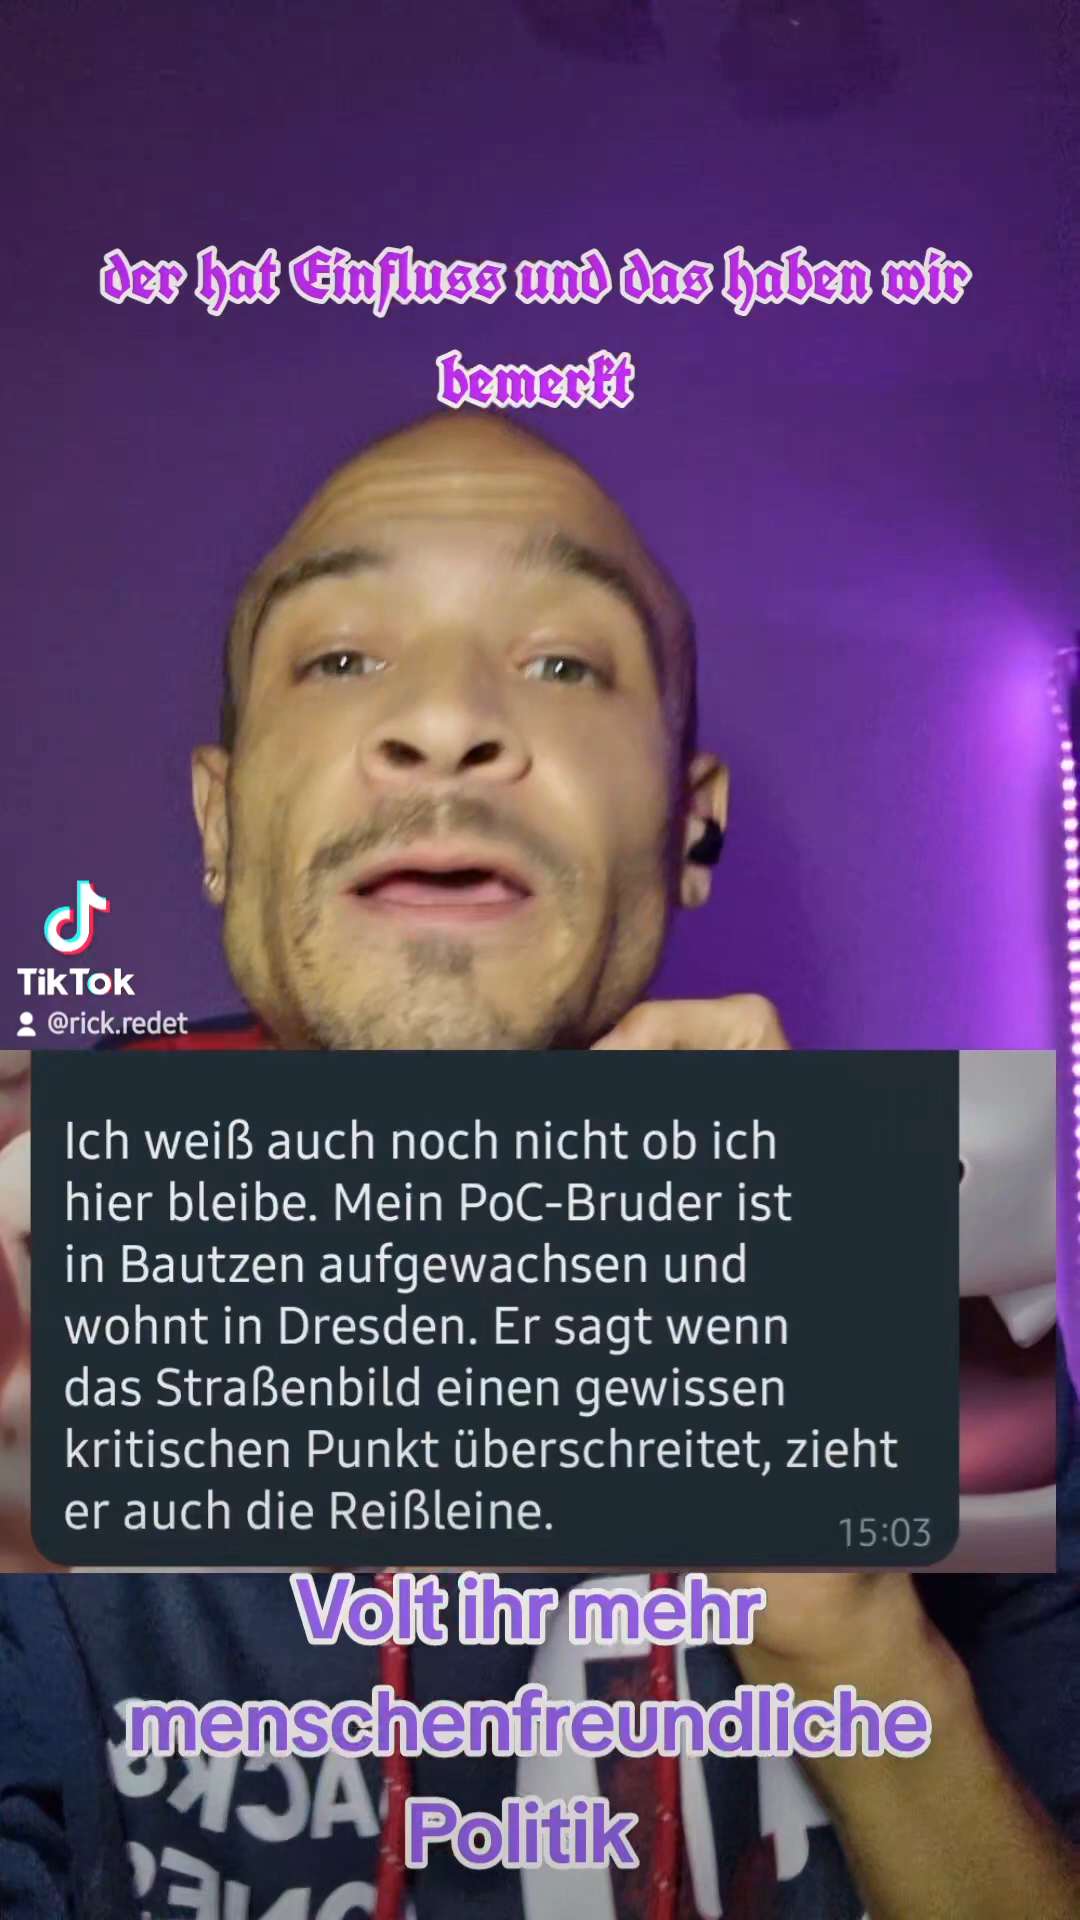 der hat Einfluss und das haben wir
bemerkt
TikTok
@rick.redet
Ich weiß auch noch nicht ob ich
hier bleibe. Mein PoC-Bruder ist
in Bautzen aufgewachsen und
wohnt in Dresden. Er sagt wenn
das Straßenbild einen gewissen
kritischen Punkt überschreitet, zieht
er auch die Reißleine.
15:03
Volt ihr mehr
menschenfreundliche
Politik
JACK &
JONES